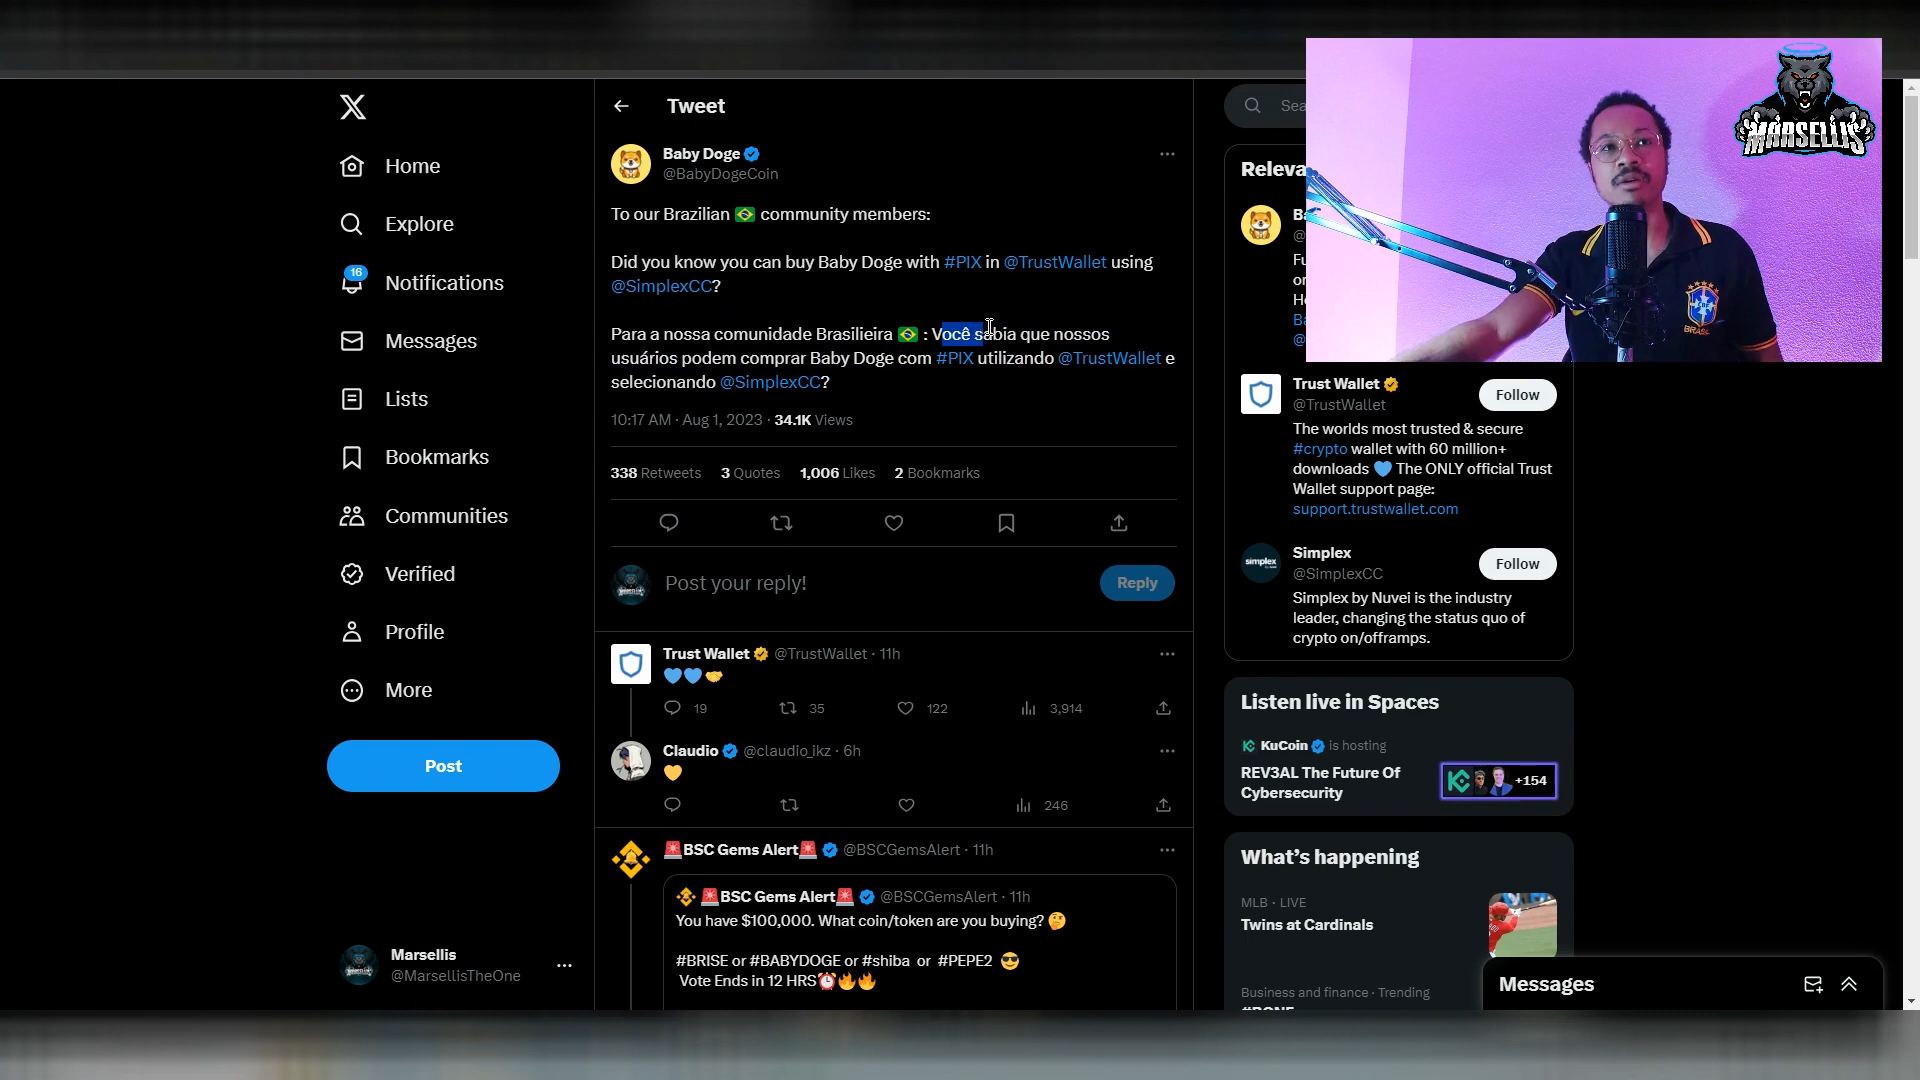 Tweet
Home
Explore
16
Notifications
Messages
Lists
Bookmarks
Communities
Verified
Profile
More
Post
Marsellis
@MarsellisTheOne
Baby Doge
@BabyDogeCoin
To our Brazilian 🇧🇷 community members:
Did you know you can buy Baby Doge with #PIX in @TrustWallet using
@SimplexCC?
Para a nossa comunidade Brasilieira 🇧🇷 : Você sabia que nossos
usuários podem comprar Baby Doge com #PIX utilizando @TrustWallet e
selecionando @SimplexCC?
10:17 AM · Aug 1, 2023 · 34.1K Views
338 Retweets 3 Quotes 1,006 Likes 2 Bookmarks
Post your reply!
Reply
Trust Wallet @TrustWallet · 11h
💙💙🤝
19 35 122 3,914
Claudio @claudio_ikz · 6h
💛
246
🚨BSC Gems Alert🚨 @BSCGemsAlert · 11h
🚨BSC Gems Alert🚨 @BSCGemsAlert · 11h
You have $100,000. What coin/token are you buying? 🤔
#BRISE or #BABYDOGE or #shiba or #PEPE2 😎
Vote Ends in 12 HRS⏰🔥🔥
Sea
Releva
Ba
@
Fu
or
Ho
Ba
@
MARSELLIS
BRASIL
Trust Wallet
@TrustWallet
Follow
The worlds most trusted & secure
#crypto wallet with 60 million+
downloads 💙 The ONLY official Trust
Wallet support page:
support.trustwallet.com
simplex
Simplex
@SimplexCC
Follow
Simplex by Nuvei is the industry
leader, changing the status quo of
crypto on/offramps.
Listen live in Spaces
KuCoin is hosting
REV3AL The Future Of
Cybersecurity
+154
What's happening
MLB · LIVE
Twins at Cardinals
Business and finance · Trending
Messages